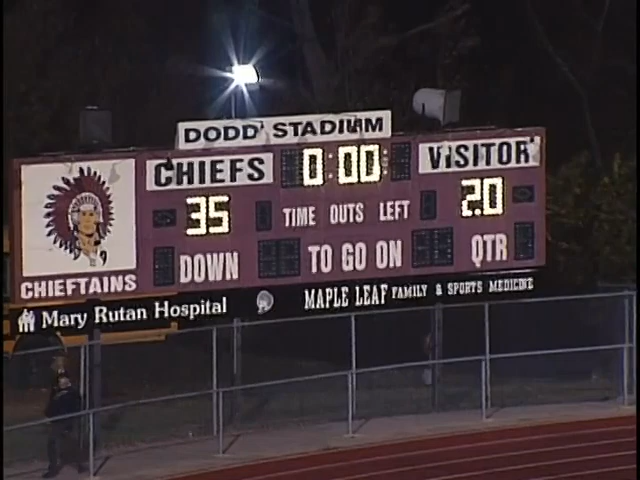 DODD STADIUM
CHIEFS 0:00 VISITOR
35 TIME OUTS LEFT 20
DOWN TO GO ON QTR
CHIEFTAINS
Mary Rutan Hospital MAPLE LEAF FAMILY & SPORTS MEDICINE